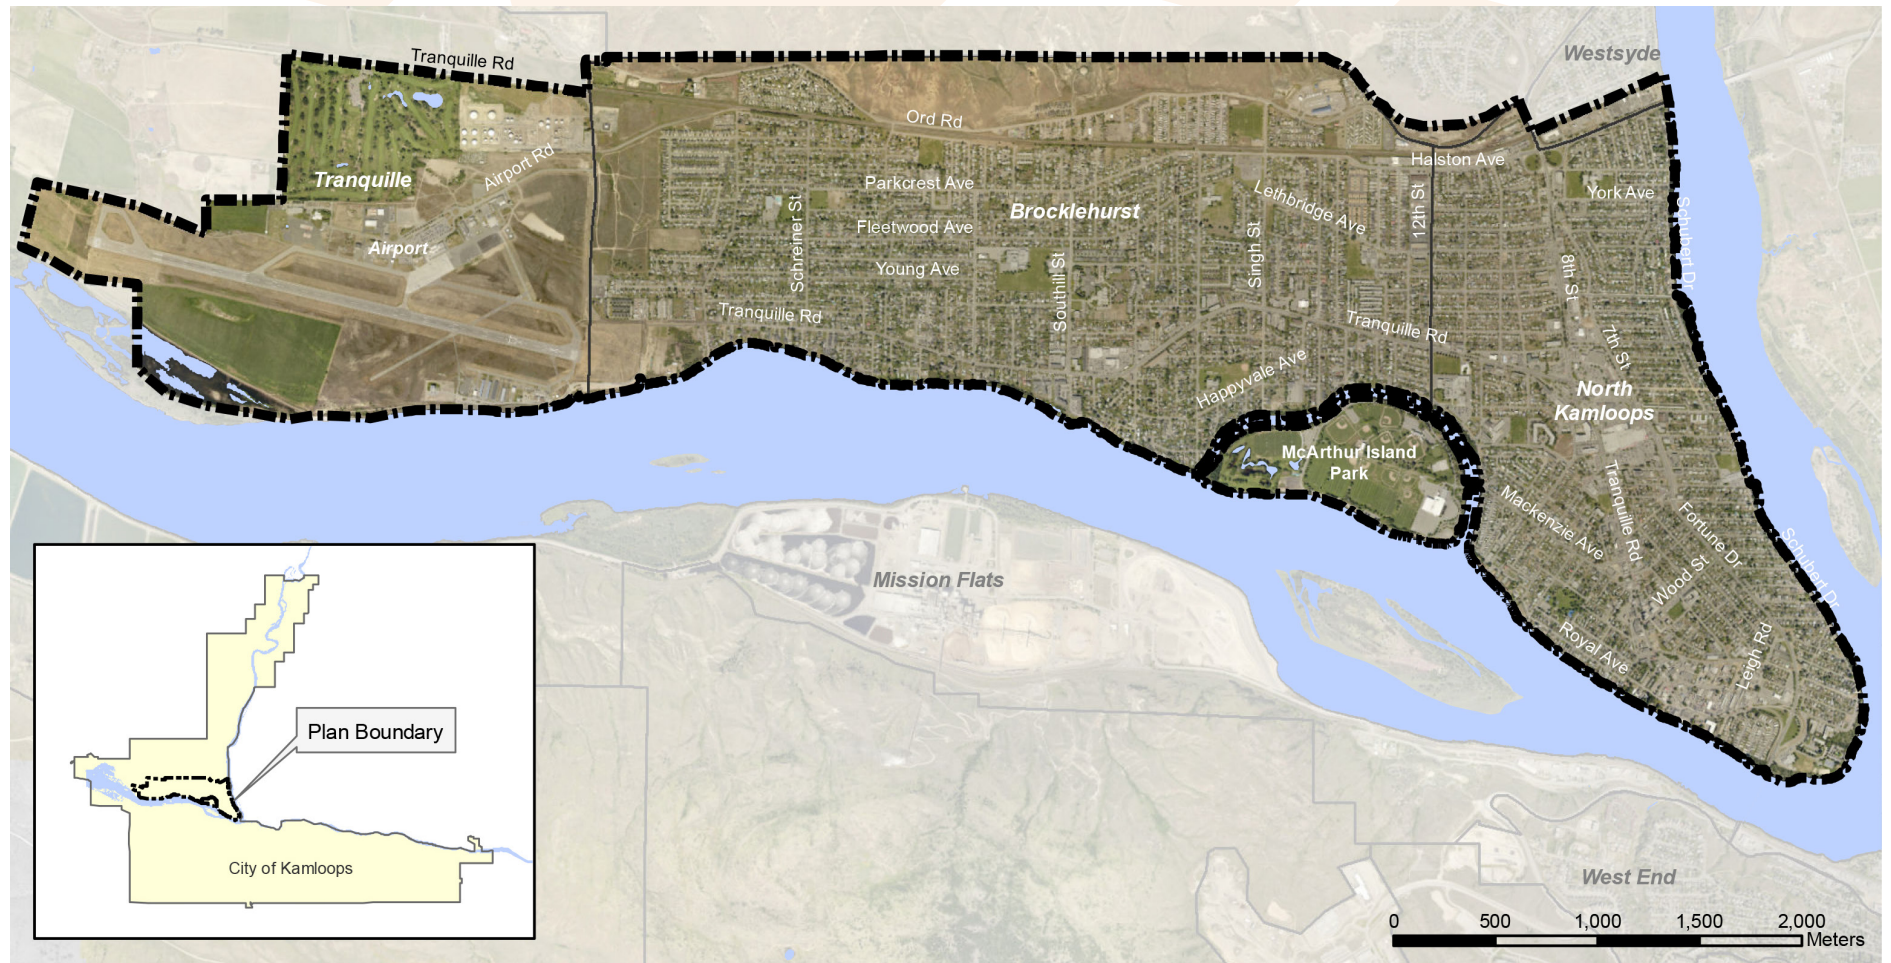 Tranquille Rd
Westsyde
Ord Rd
Airport Rd
Halston Ave
Tranquille
Parkcrest Ave
Lethbridge Ave
12th St
York Ave
Brocklehurst
Schreiner St
Fleetwood Ave
Singh St
Schubert Dr
Airport
Young Ave
Southill St
8th St
Tranquille Rd
Tranquille Rd
7th St
Happyvale Ave
North
Kamloops
McArthur Island
Park
Tranquille Rd
Mackenzie Ave
Fortune Dr
Schubert Dr
Mission Flats
Wood St
Royal Ave
Leigh Rd
Plan Boundary
City of Kamloops
West End
0 500 1,000 1,500 2,000
Meters